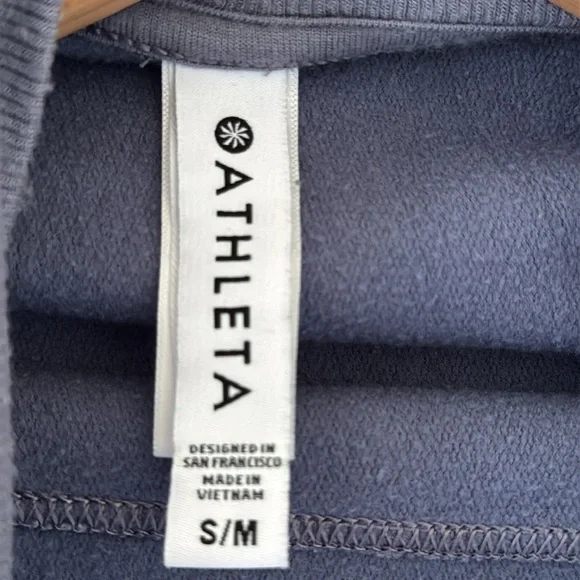 ATHLETA
DESIGNED IN
SAN FRANCISCO
MADE IN
VIETNAM
S/M